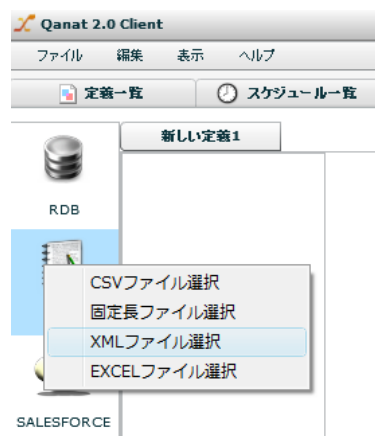 Qanat 2.0 Client
ファイル 編集 表示 ヘルプ
定義一覧 スケジュール一覧
新しい定義1
RDB
CSVファイル選択
固定長ファイル選択
XMLファイル選択
EXCELファイル選択
SALESFORCE